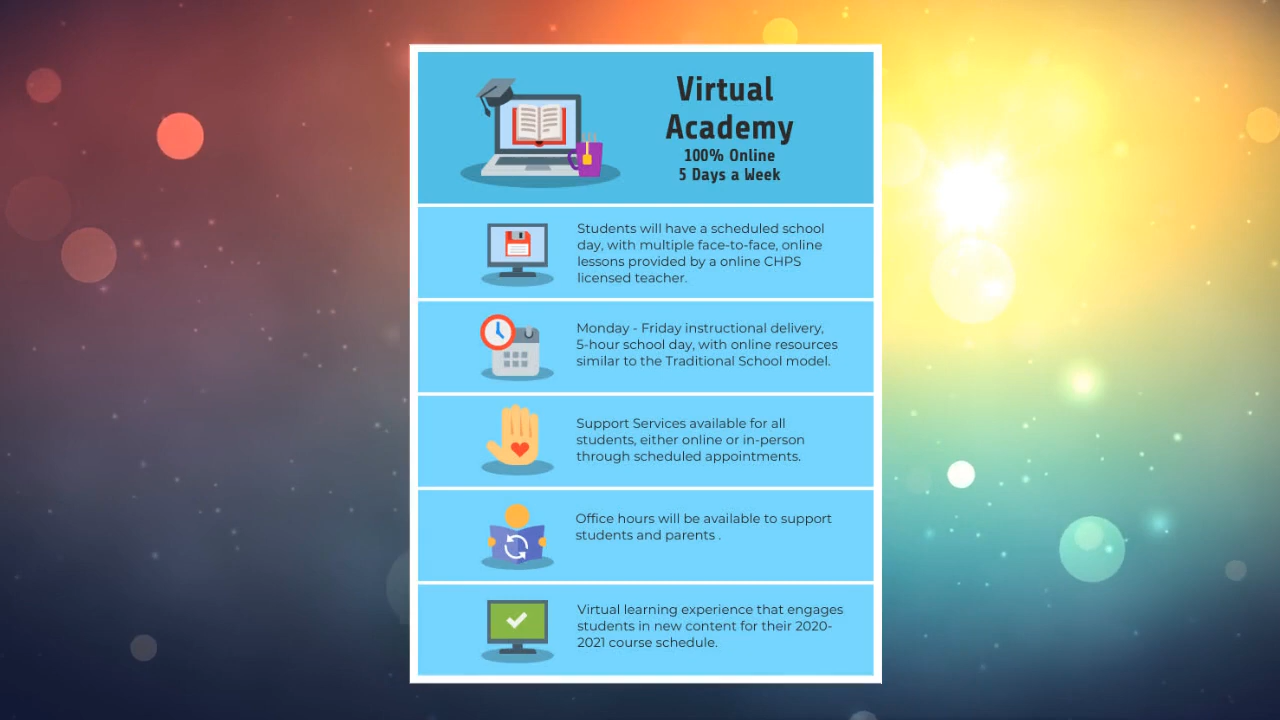 Virtual
Academy
100% Online
5 Days a Week
Students will have a scheduled school
day, with multiple face-to-face, online
lessons provided by a online CHPS
licensed teacher.
Monday - Friday instructional delivery,
5-hour school day, with online resources
similar to the Traditional School model.
Support Services available for all
students, either online or in-person
through scheduled appointments.
Office hours will be available to support
students and parents .
Virtual learning experience that engages
students in new content for their 2020-
2021 course schedule.